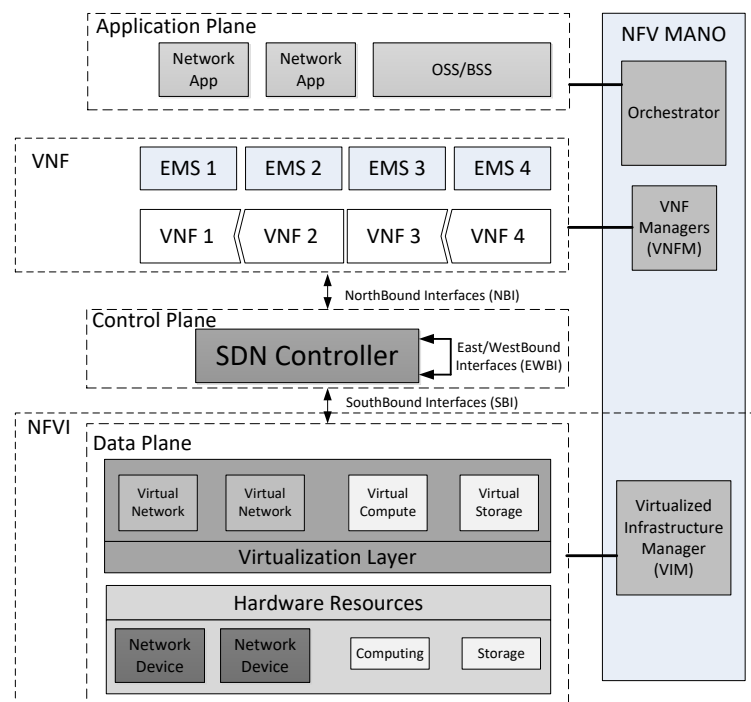 Application Plane
Network
App
Network
App
OSS/BSS
NFV MANO
Orchestrator
VNF
EMS 1
EMS 2
EMS 3
EMS 4
VNF 1
VNF 2
VNF 3
VNF 4
VNF
Managers
(VNFM)
NorthBound Interfaces (NBI)
Control Plane
SDN Controller
East/WestBound
Interfaces (EWBI)
SouthBound Interfaces (SBI)
NFVI
Data Plane
Virtual
Network
Virtual
Network
Virtual
Compute
Virtual
Storage
Virtualization Layer
Virtualized
Infrastructure
Manager
(VIM)
Hardware Resources
Network
Device
Network
Device
Computing
Storage